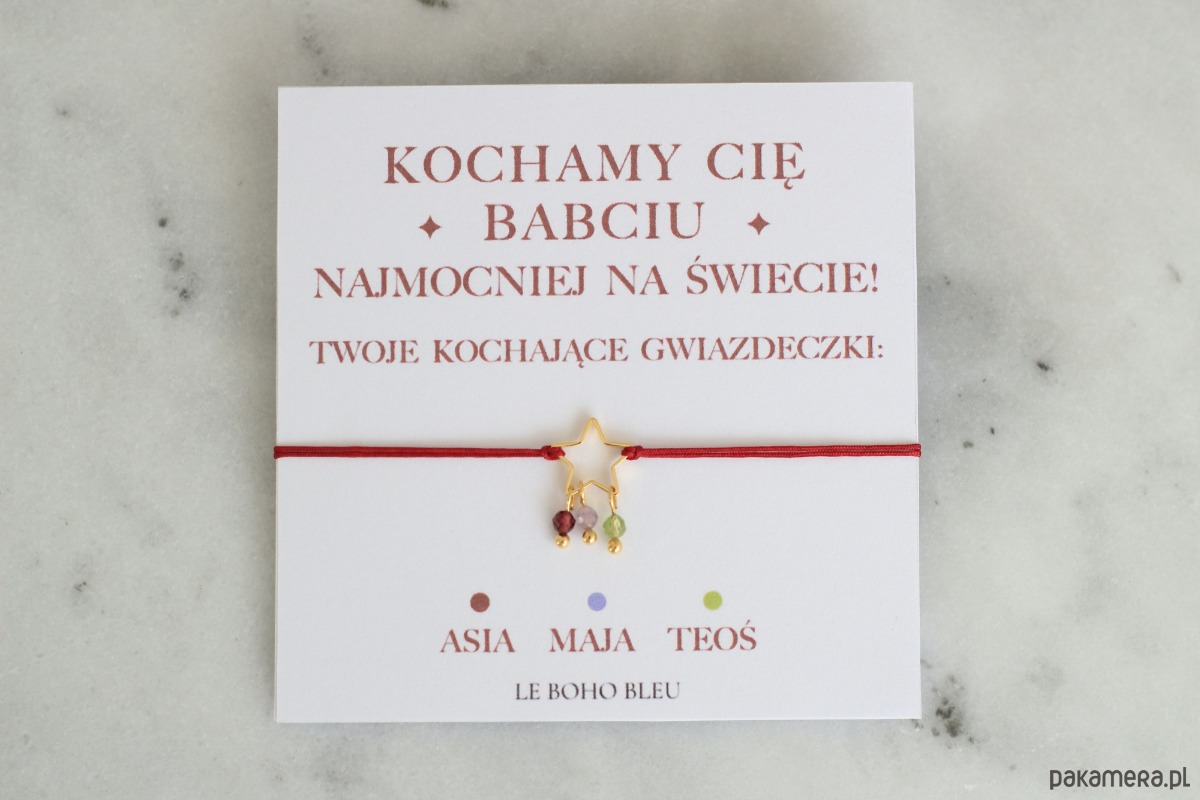 KOCHAMY CIĘ
BABCIU
NAJMOCNIEJ NA ŚWIECIE!
TWOJE KOCHAJĄCE GWIAZDECZKI:
ASIA MAJA TEOŚ
LE BOHO BLEU
pakamera.pl